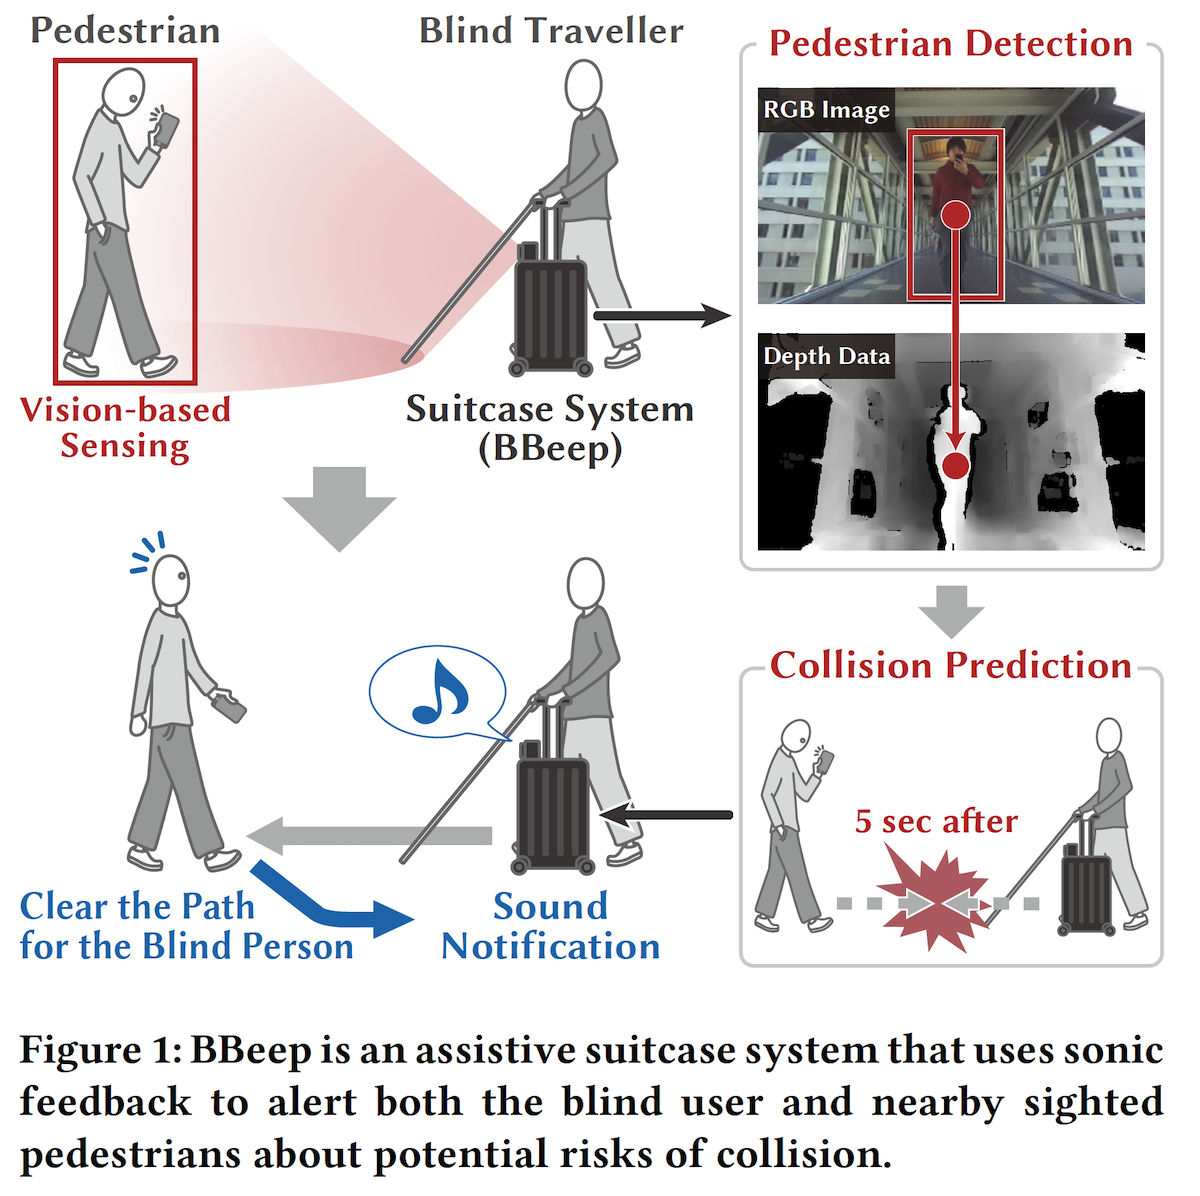 Pedestrian
Blind Traveller
Vision-based
Sensing
Suitcase System
(BBeep)
Pedestrian Detection
RGB Image
Depth Data
Collision Prediction
5 sec after
Sound
Notification
Clear the Path
for the Blind Person
Figure 1: BBeep is an assistive suitcase system that uses sonic
feedback to alert both the blind user and nearby sighted
pedestrians about potential risks of collision.